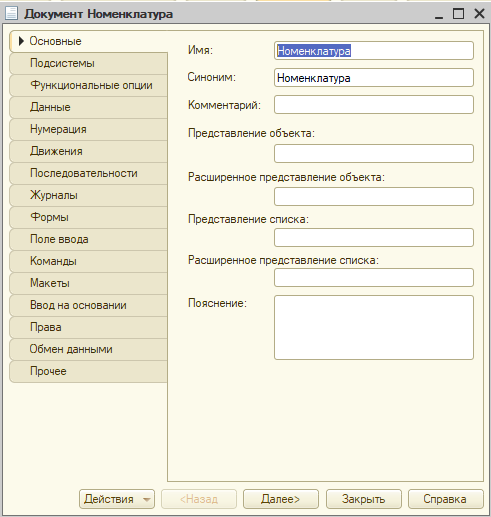 Документ Номенклатура
Основные
Подсистемы
Функциональные опции
Данные
Нумерация
Движения
Последовательности
Журналы
Формы
Поле ввода
Команды
Макеты
Ввод на основании
Права
Обмен данными
Прочее
Имя: Номенклатура
Синоним: Номенклатура
Комментарий:
Представление объекта:
Расширенное представление объекта:
Представление списка:
Расширенное представление списка:
Пояснение:
Действия <Назад Далее> Закрыть Справка